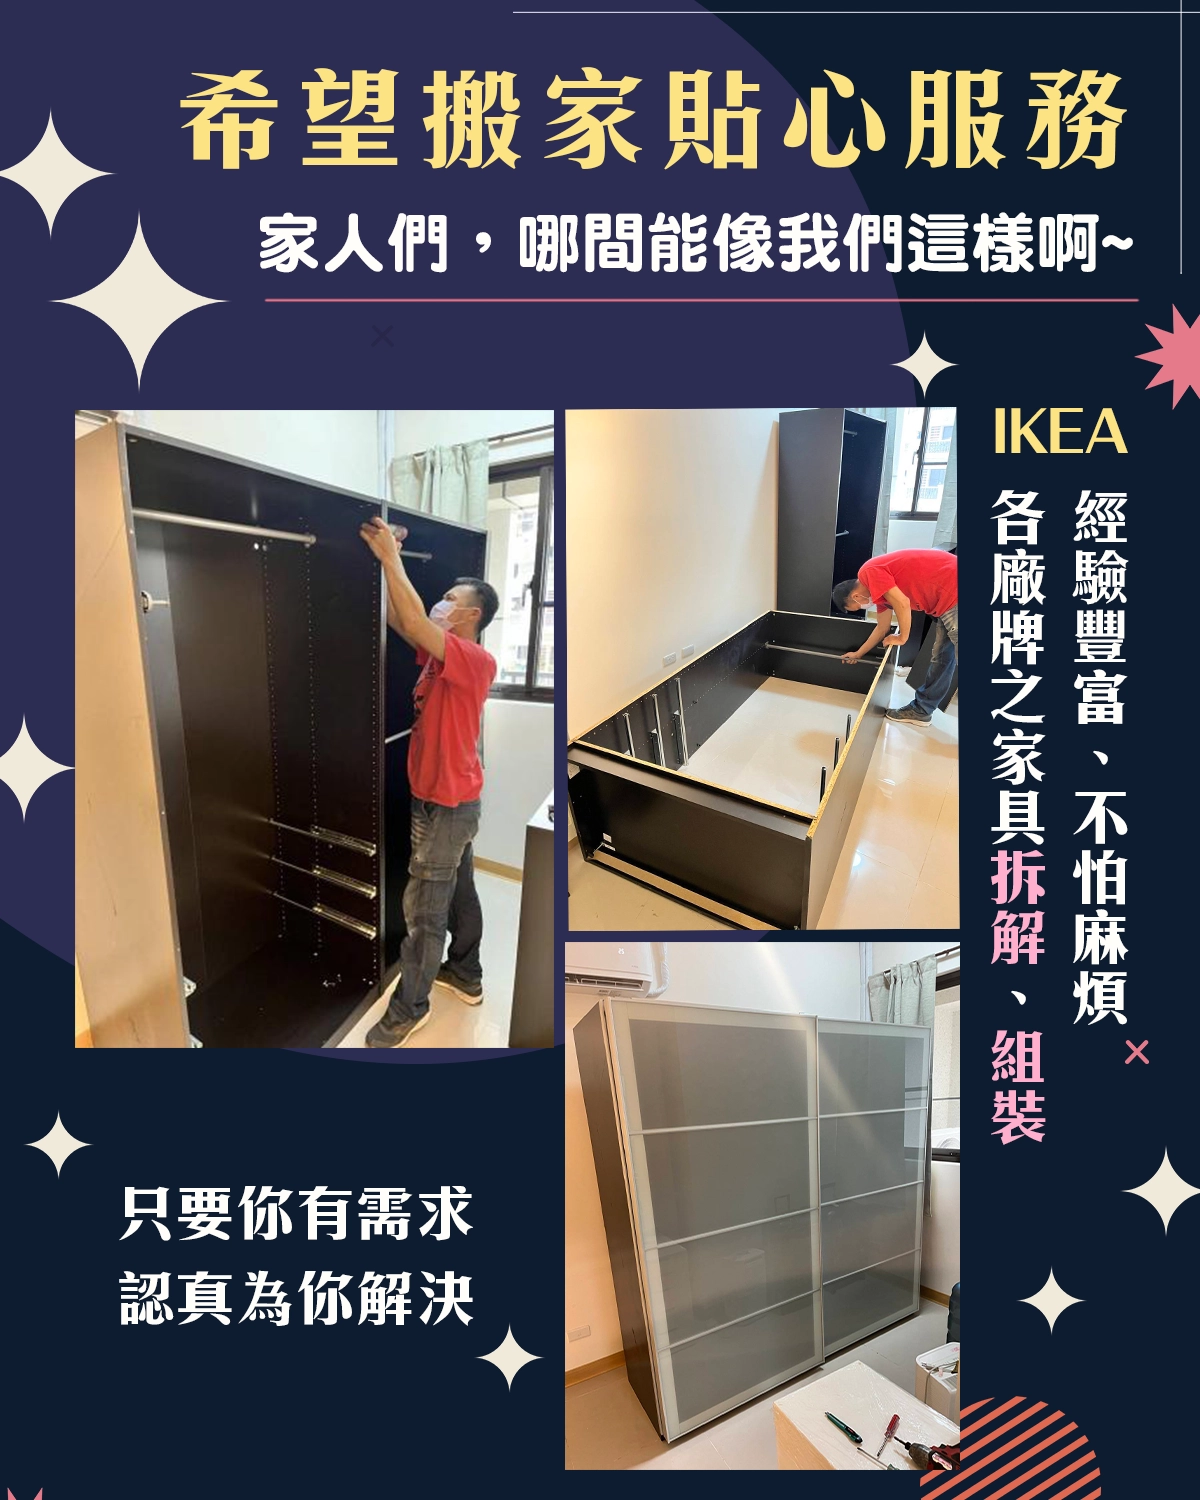 希望搬家貼心服務
家人們，哪間能像我們這樣啊~
IKEA
經驗豐富、不怕麻煩
各廠牌之家具拆解、組裝
只要你有需求
認真為你解決